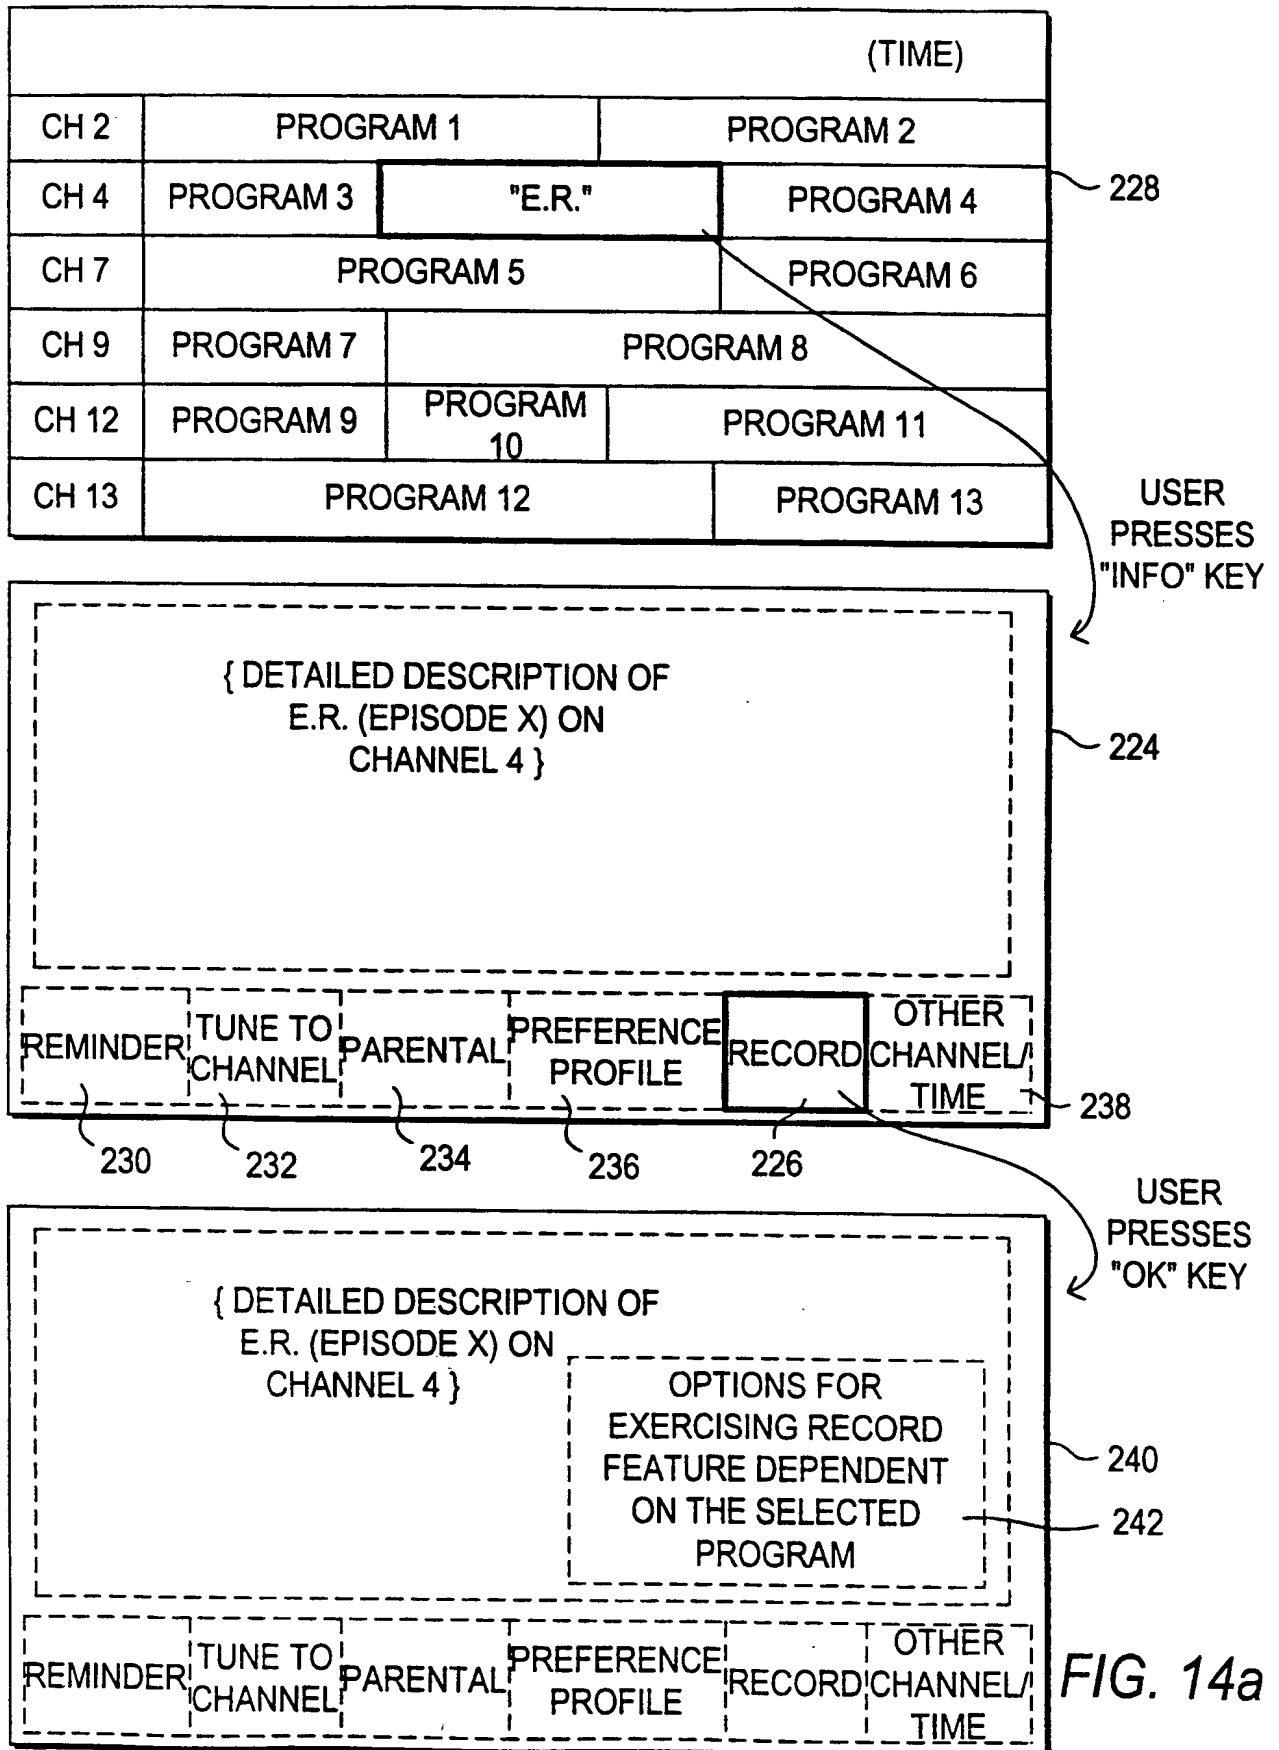 (TIME)
CH 2 PROGRAM 1 PROGRAM 2
CH 4 PROGRAM 3 "E.R." PROGRAM 4
228
CH 7 PROGRAM 5 PROGRAM 6
CH 9 PROGRAM 7 PROGRAM 8
CH 12 PROGRAM 9 PROGRAM
10 PROGRAM 11
CH 13 PROGRAM 12 PROGRAM 13
USER
PRESSES
"INFO" KEY
{ DETAILED DESCRIPTION OF
E.R. (EPISODE X) ON
CHANNEL 4 }
224
REMINDER
TUNE TO
CHANNEL
PARENTAL
PREFERENCE
PROFILE
RECORD
OTHER
CHANNEL/
TIME
238
230 232 234 236 226
USER
PRESSES
"OK" KEY
{ DETAILED DESCRIPTION OF
E.R. (EPISODE X) ON
CHANNEL 4 }
OPTIONS FOR
EXERCISING RECORD
FEATURE DEPENDENT
ON THE SELECTED
PROGRAM
240
242
REMINDER
TUNE TO
CHANNEL
PARENTAL
PREFERENCE
PROFILE
RECORD
OTHER
CHANNEL/
TIME
FIG. 14a